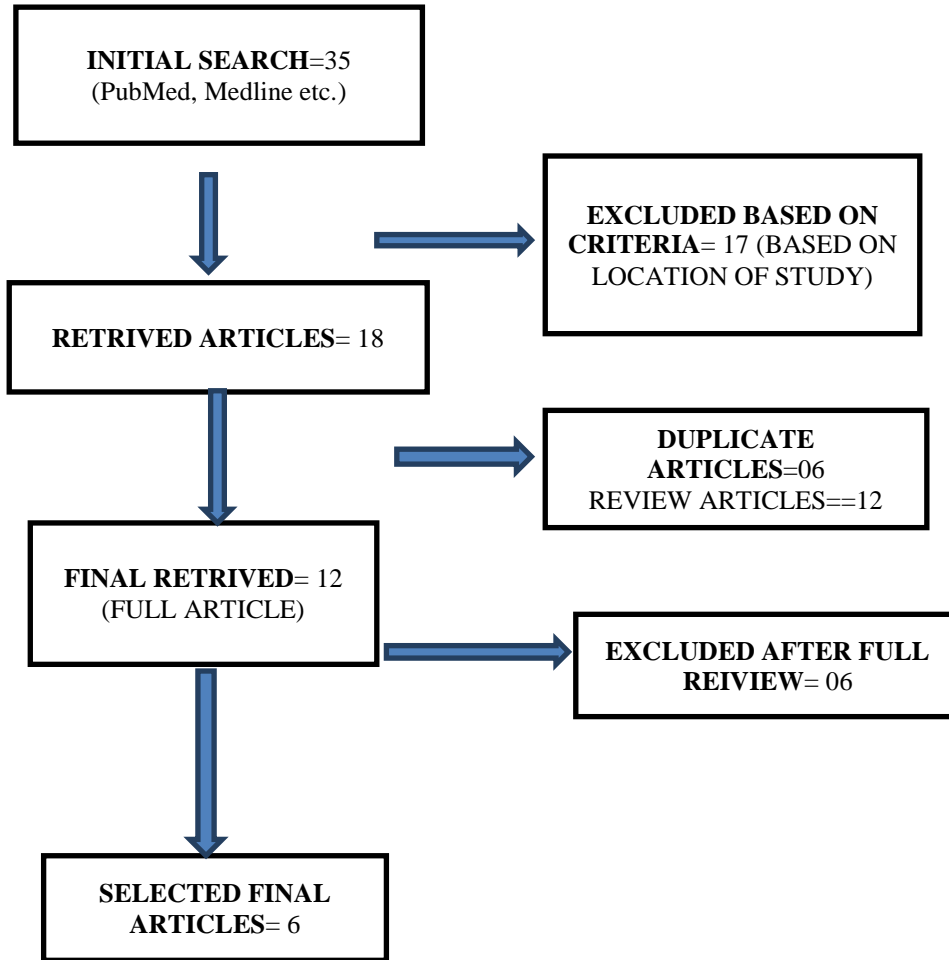 INITIAL SEARCH=35
(PubMed, Medline etc.)
EXCLUDED BASED ON
CRITERIA= 17 (BASED ON
LOCATION OF STUDY)
RETRIVED ARTICLES= 18
DUPLICATE
ARTICLES=06
REVIEW ARTICLES==12
FINAL RETRIVED= 12
(FULL ARTICLE)
EXCLUDED AFTER FULL
REIVIEW= 06
SELECTED FINAL
ARTICLES= 6